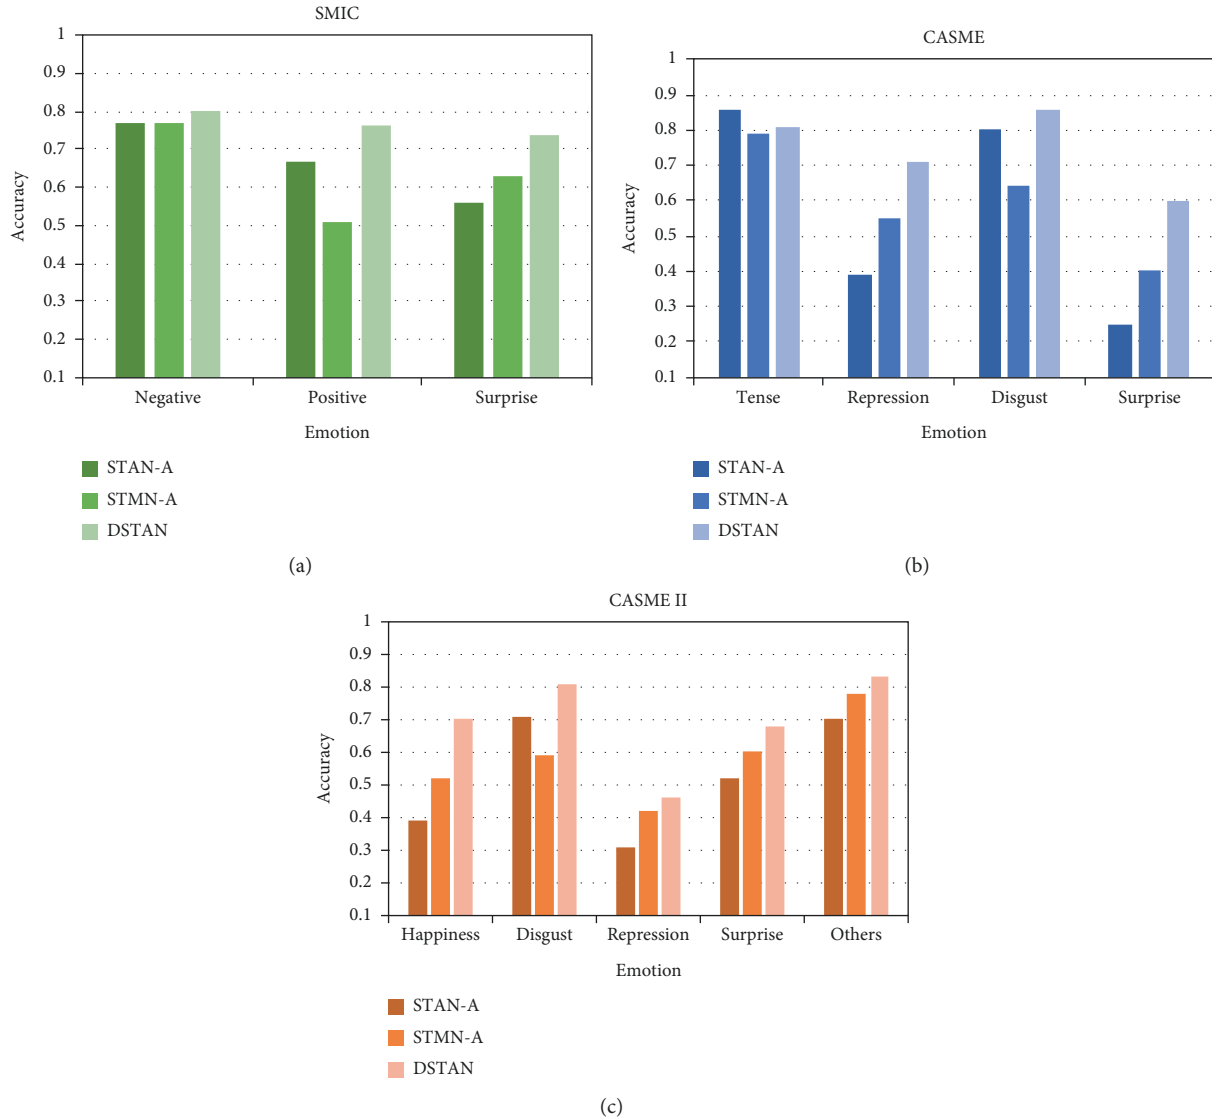 SMIC
1
0.9
0.8
0.7
0.6
0.5
0.4
0.3
0.2
0.1
Accuracy
Negative Positive Surprise
Emotion
STAN-A
STMN-A
DSTAN
(a)
CASME
1
0.9
0.8
0.7
0.6
0.5
0.4
0.3
0.2
0.1
Accuracy
Tense Repression Disgust Surprise
Emotion
STAN-A
STMN-A
DSTAN
(b)
CASME II
1
0.9
0.8
0.7
0.6
0.5
0.4
0.3
0.2
0.1
Accuracy
Happiness Disgust Repression Surprise Others
Emotion
STAN-A
STMN-A
DSTAN
(c)